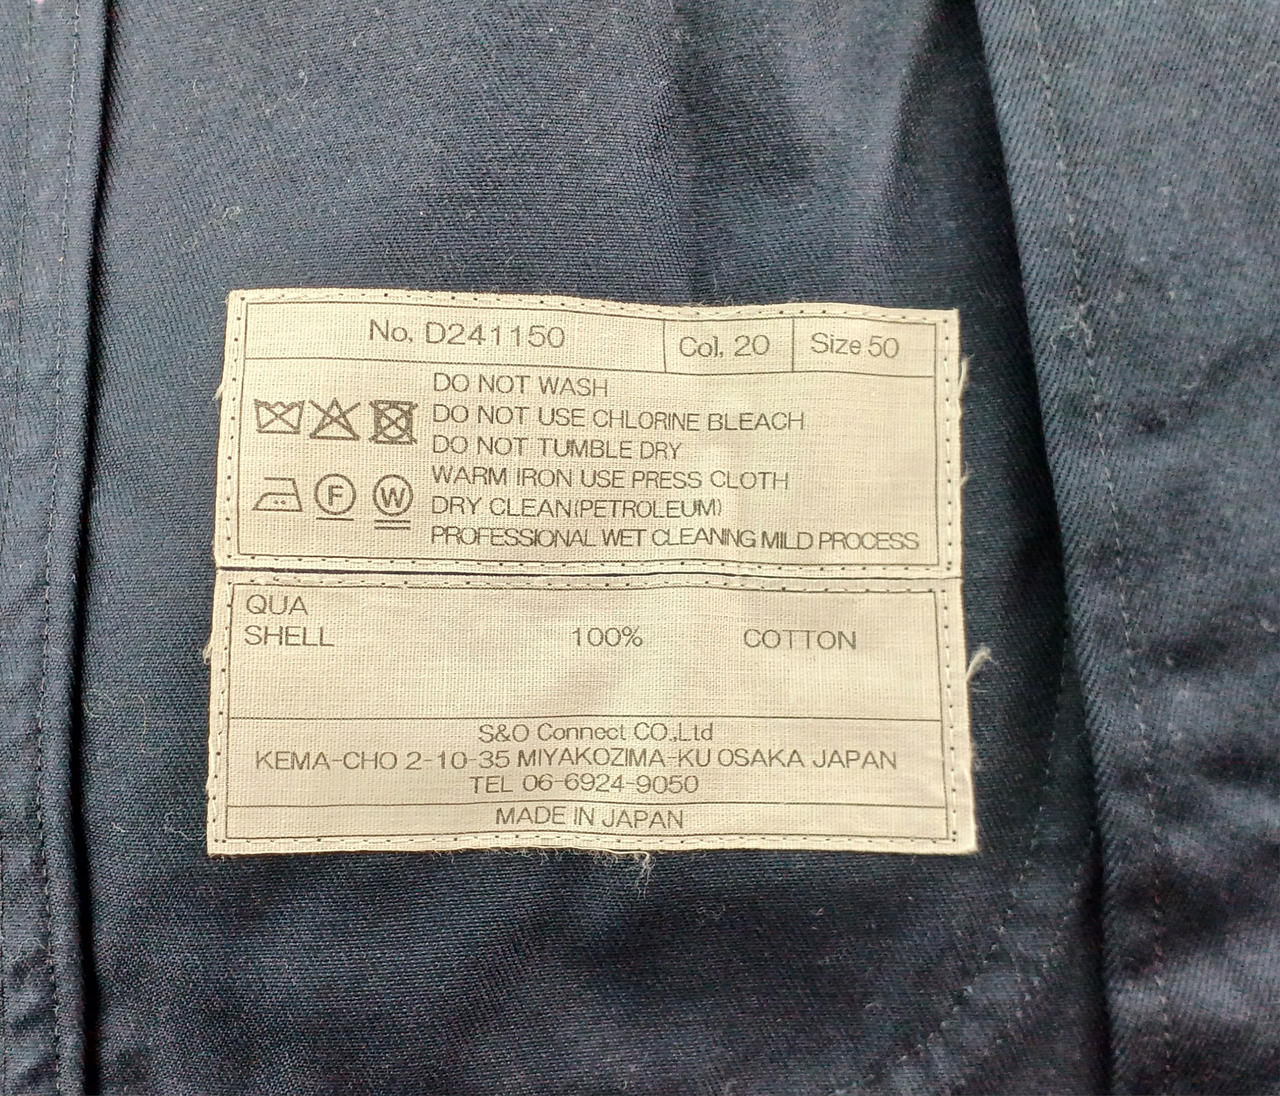 No. D241150 Col. 20 Size 50
DO NOT WASH
DO NOT USE CHLORINE BLEACH
DO NOT TUMBLE DRY
WARM IRON USE PRESS CLOTH
F W DRY CLEAN(PETROLEUM)
PROFESSIONAL WET CLEANING MILD PROCESS
QUA
SHELL 100% COTTON
S&O Connect CO.,Ltd
KEMA-CHO 2-10-35 MIYAKOZIMA-KU OSAKA JAPAN
TEL 06-6924-9050
MADE IN JAPAN